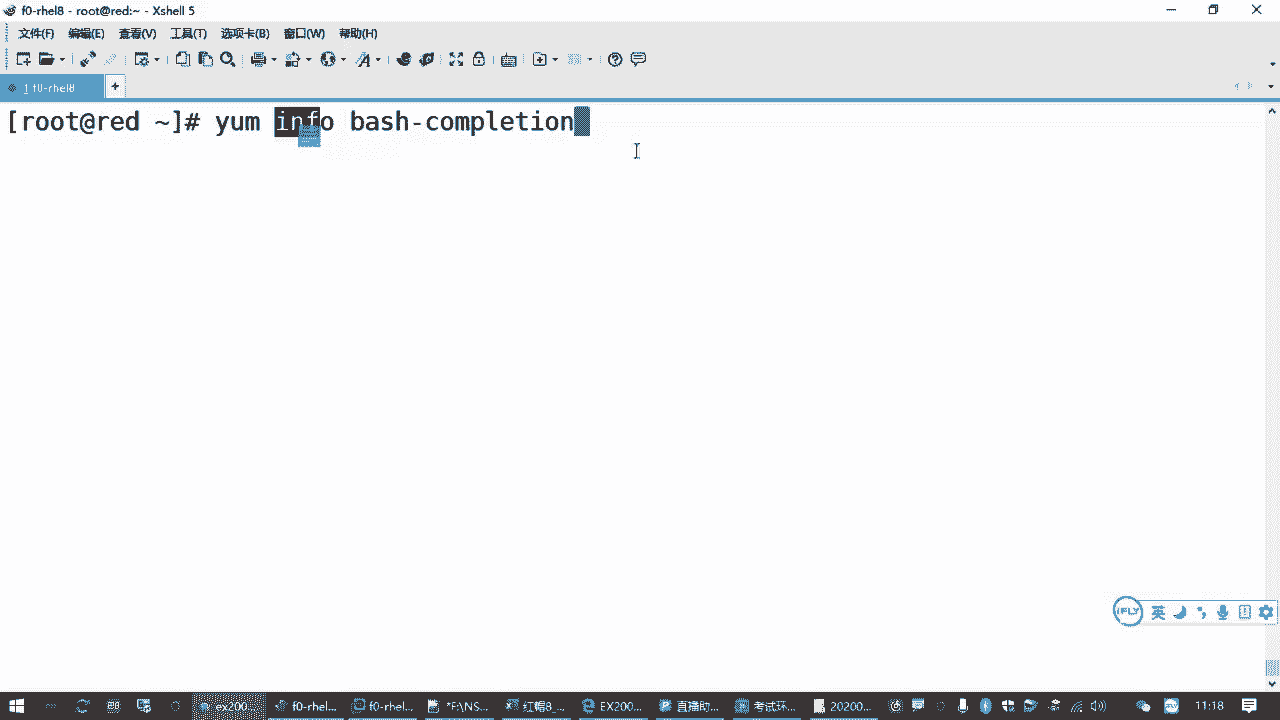 f0-rhel8 - root@red:~ - Xshell 5
文件(F) 编辑(E) 查看(V) 工具(T) 选项卡(B) 窗口(W) 帮助(H)
1 f0-rhel8
[root@red ~]# yum info bash-completion
iFLY 英
ex200... f0-rhel... f0-rhel... *F:\NS... 红帽8_... EX200... 直播助... 考试环... 20200... 11:18